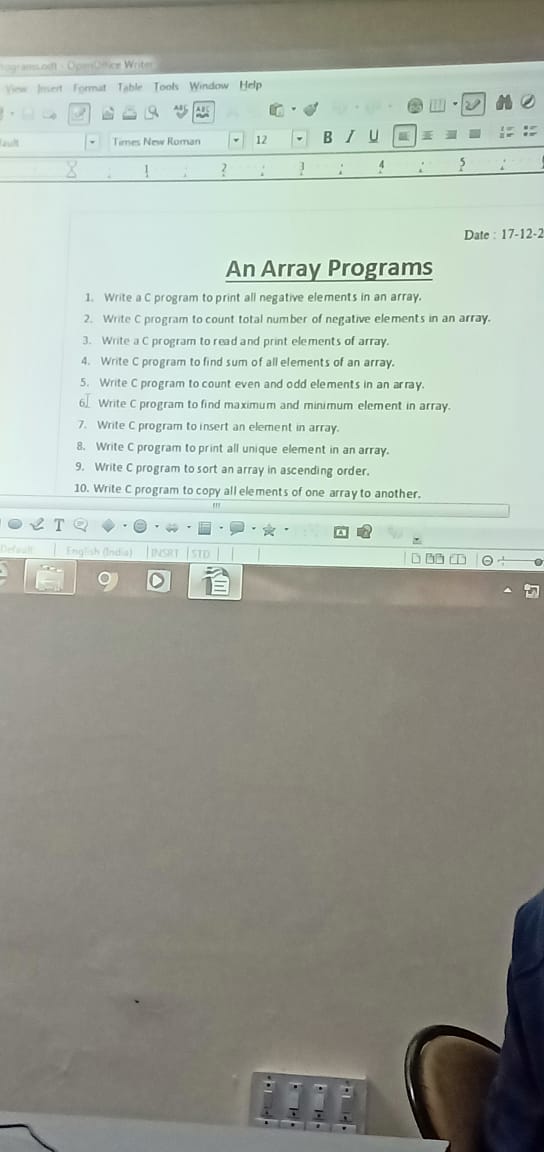 ograms.odt - OpenOffice Writer
View Insert Format Table Tools Window Help
ault Times New Roman 12 B I U
1 2 3 4 5
Date : 17-12-2
An Array Programs
1. Write a C program to print all negative elements in an array.
2. Write C program to count total number of negative elements in an array.
3. Write a C program to read and print elements of array.
4. Write C program to find sum of all elements of an array.
5. Write C program to count even and odd elements in an array.
6. Write C program to find maximum and minimum element in array.
7. Write C program to insert an element in array.
8. Write C program to print all unique element in an array.
9. Write C program to sort an array in ascending order.
10. Write C program to copy all elements of one array to another.
Default English (India) INSRT STD